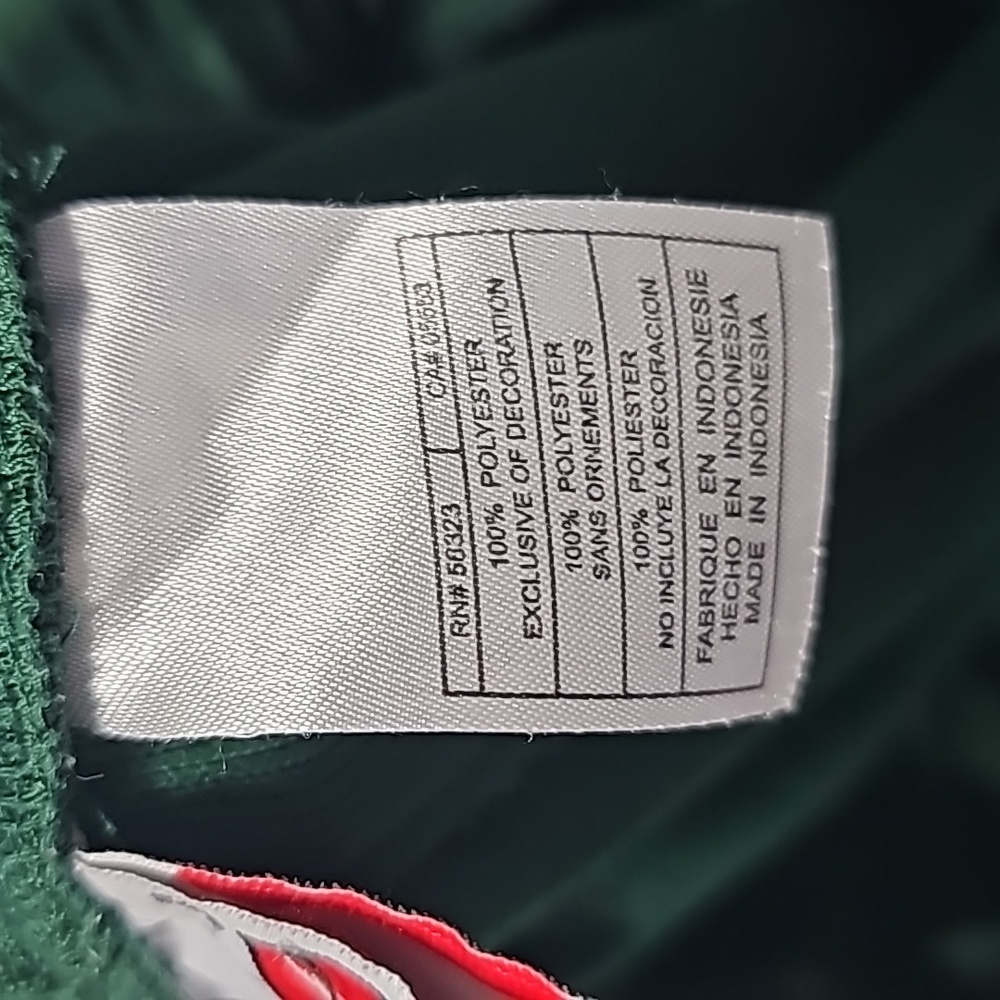 RN# 50323
CA#
100% POLYESTER
EXCLUSIVE OF DECORATION
100% POLYESTER
SANS ORNEMENTS
100% POLIESTER
NO INCLUYE LA DECORACION
FABRIQUE EN INDONESIE
HECHO EN INDONESIA
MADE IN INDONESIA